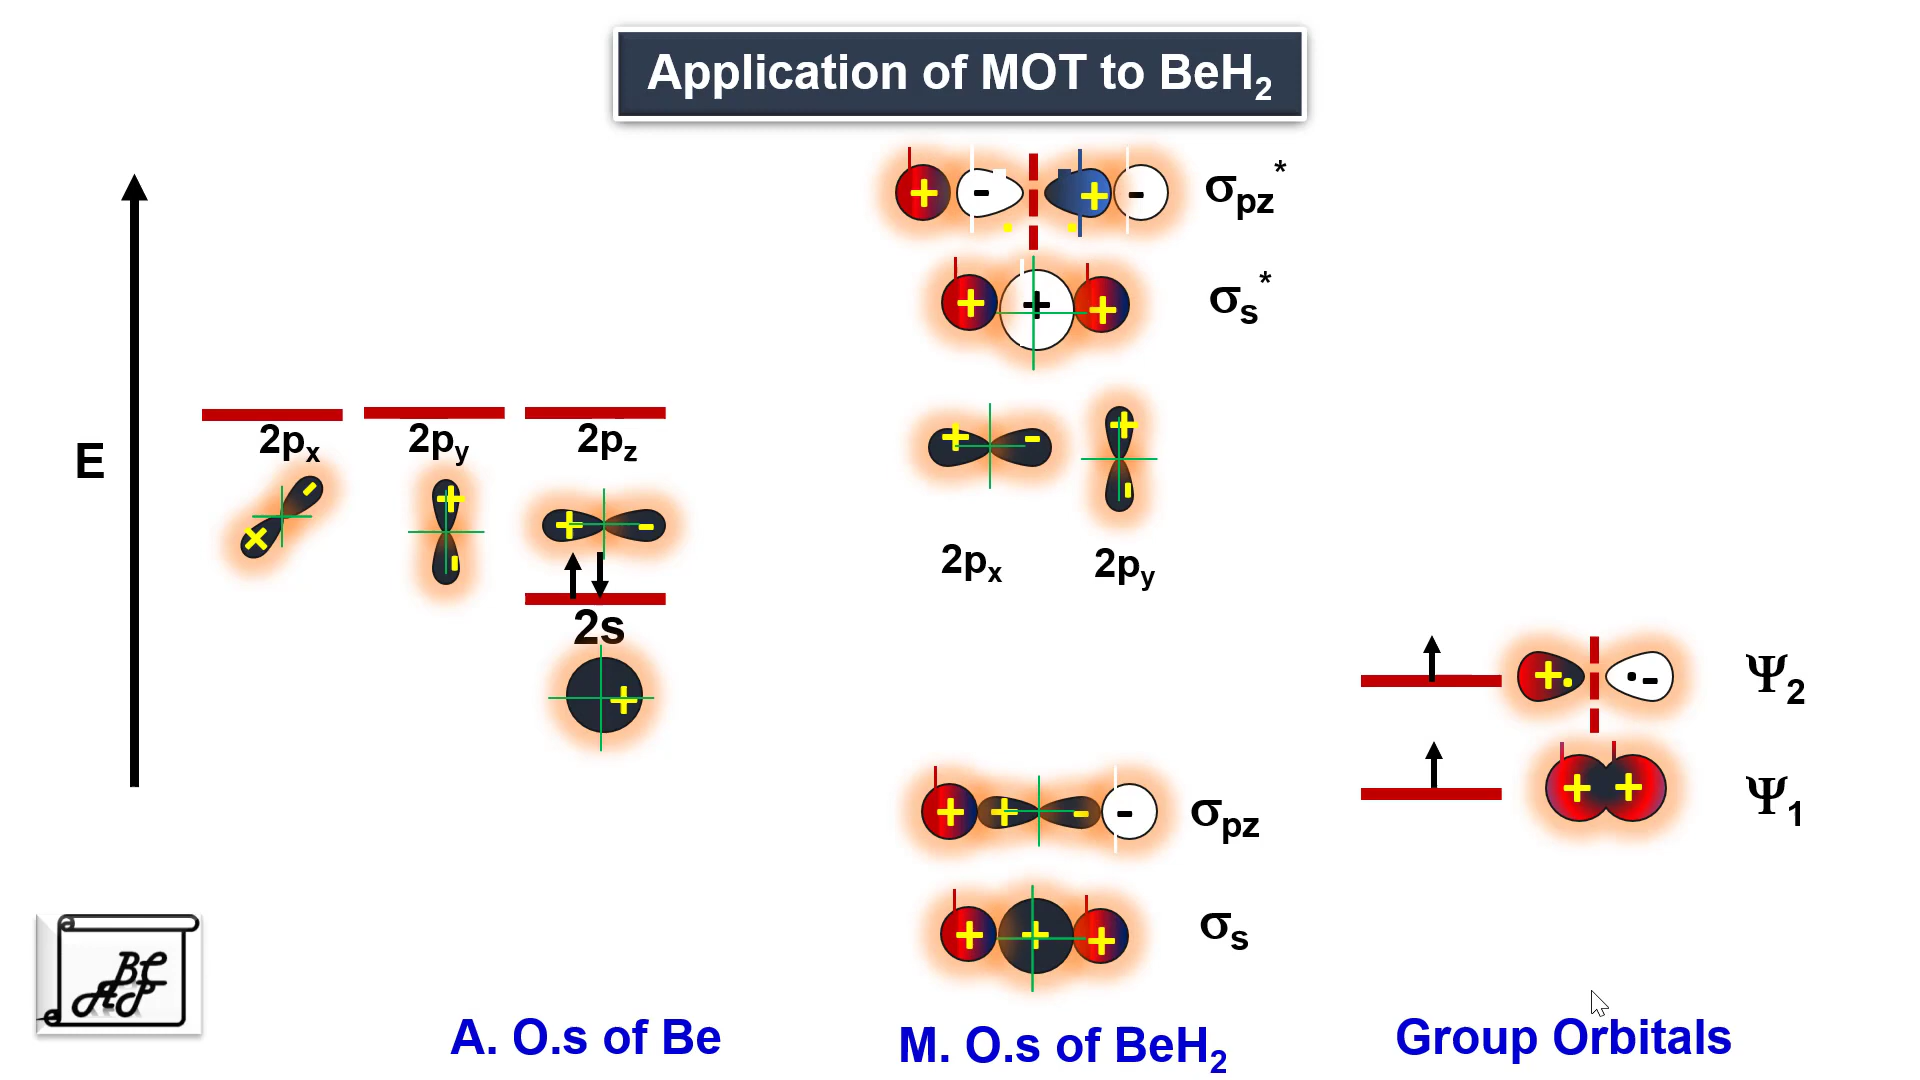 Application of MOT to BeH₂
+ - + - σpz*
+ + + σs*
E
2px 2py 2pz
+ - + - + -
+ - + -
2s
+
2px 2py
+ - Ψ₂
+ + Ψ₁
+ + - - σpz
+ + + σs
A. O.s of Be
M. O.s of BeH₂
Group Orbitals